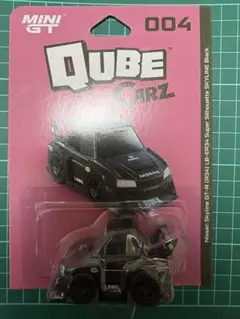 MINI
GT
004
QUBE
CARZ
Nissan Skyline GT-R (R34) LB-ER34 Super Silhouette SKYLINE Black